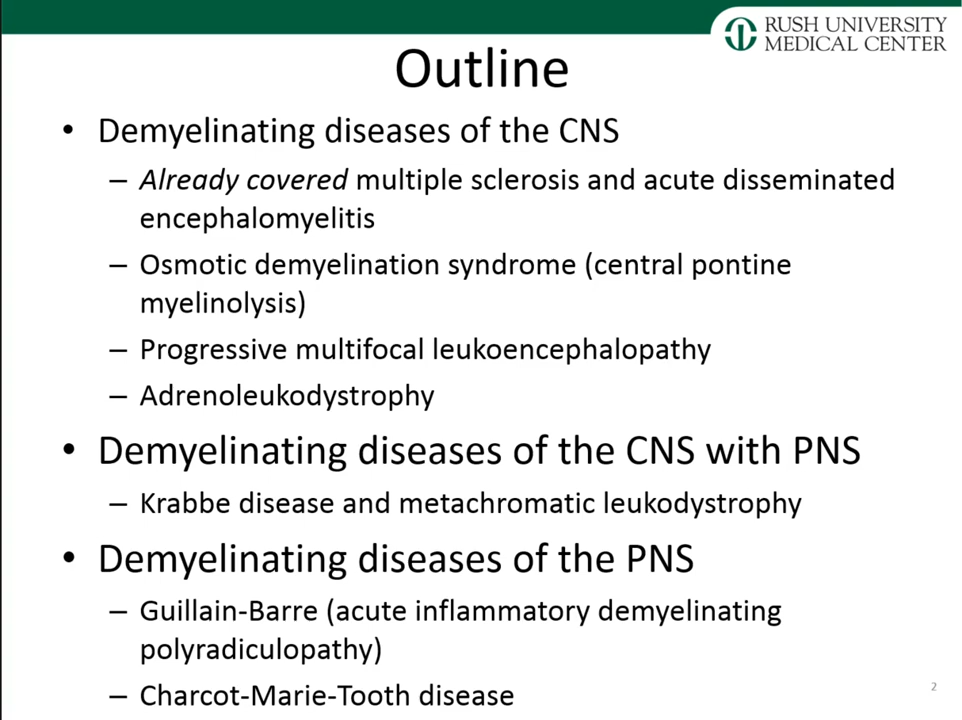 RUSH UNIVERSITY
MEDICAL CENTER
Outline
• Demyelinating diseases of the CNS
– Already covered multiple sclerosis and acute disseminated
encephalomyelitis
– Osmotic demyelination syndrome (central pontine
myelinolysis)
– Progressive multifocal leukoencephalopathy
– Adrenoleukodystrophy
• Demyelinating diseases of the CNS with PNS
– Krabbe disease and metachromatic leukodystrophy
• Demyelinating diseases of the PNS
– Guillain-Barre (acute inflammatory demyelinating
polyradiculopathy)
– Charcot-Marie-Tooth disease
2